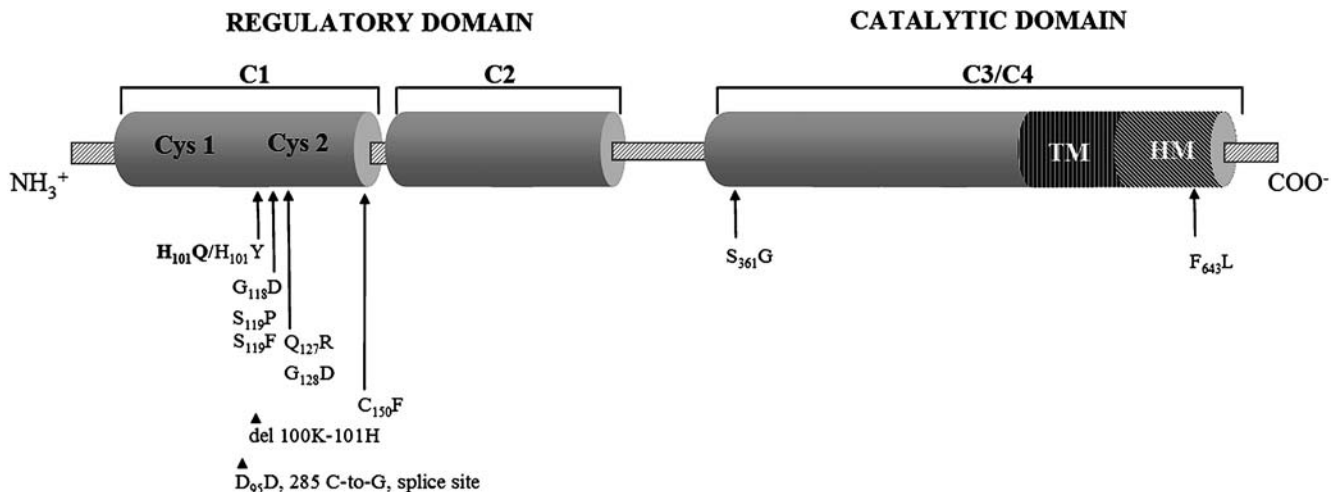 REGULATORY DOMAIN CATALYTIC DOMAIN
C1 C2 C3/C4
Cys 1 Cys 2 TM HM
NH₃⁺ COO⁻
H₁₀₁Q/H₁₀₁Y S₃₆₁G F₆₄₃L
G₁₁₈D
S₁₁₉P
S₁₁₉F Q₁₂₇R
G₁₂₈D
C₁₅₀F
del 100K-101H
D₉₅D, 285 C-to-G, splice site